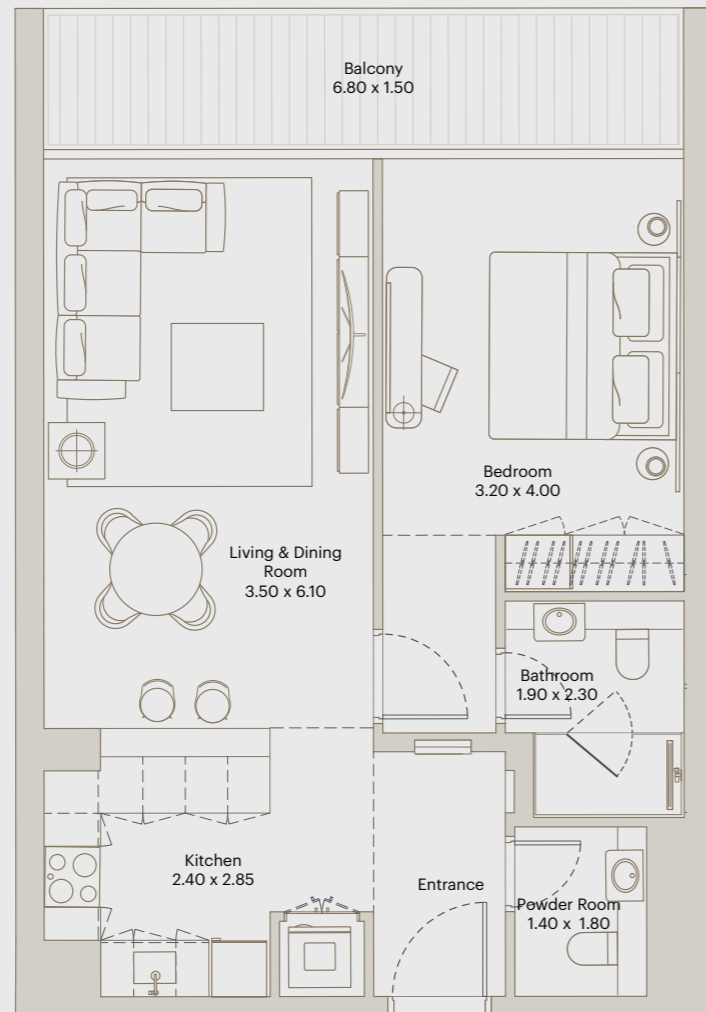 Balcony
6.80 x 1.50
Bedroom
3.20 x 4.00
Living & Dining
Room
3.50 x 6.10
Bathroom
1.90 x 2.30
Kitchen
2.40 x 2.85
Entrance
Powder Room
1.40 x 1.80